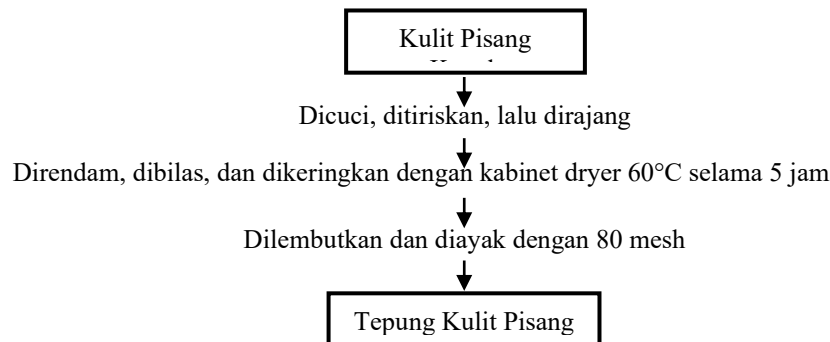 Kulit Pisang
Dicuci, ditiriskan, lalu dirajang
Direndam, dibilas, dan dikeringkan dengan kabinet dryer 60°C selama 5 jam
Dilembutkan dan diayak dengan 80 mesh
Tepung Kulit Pisang